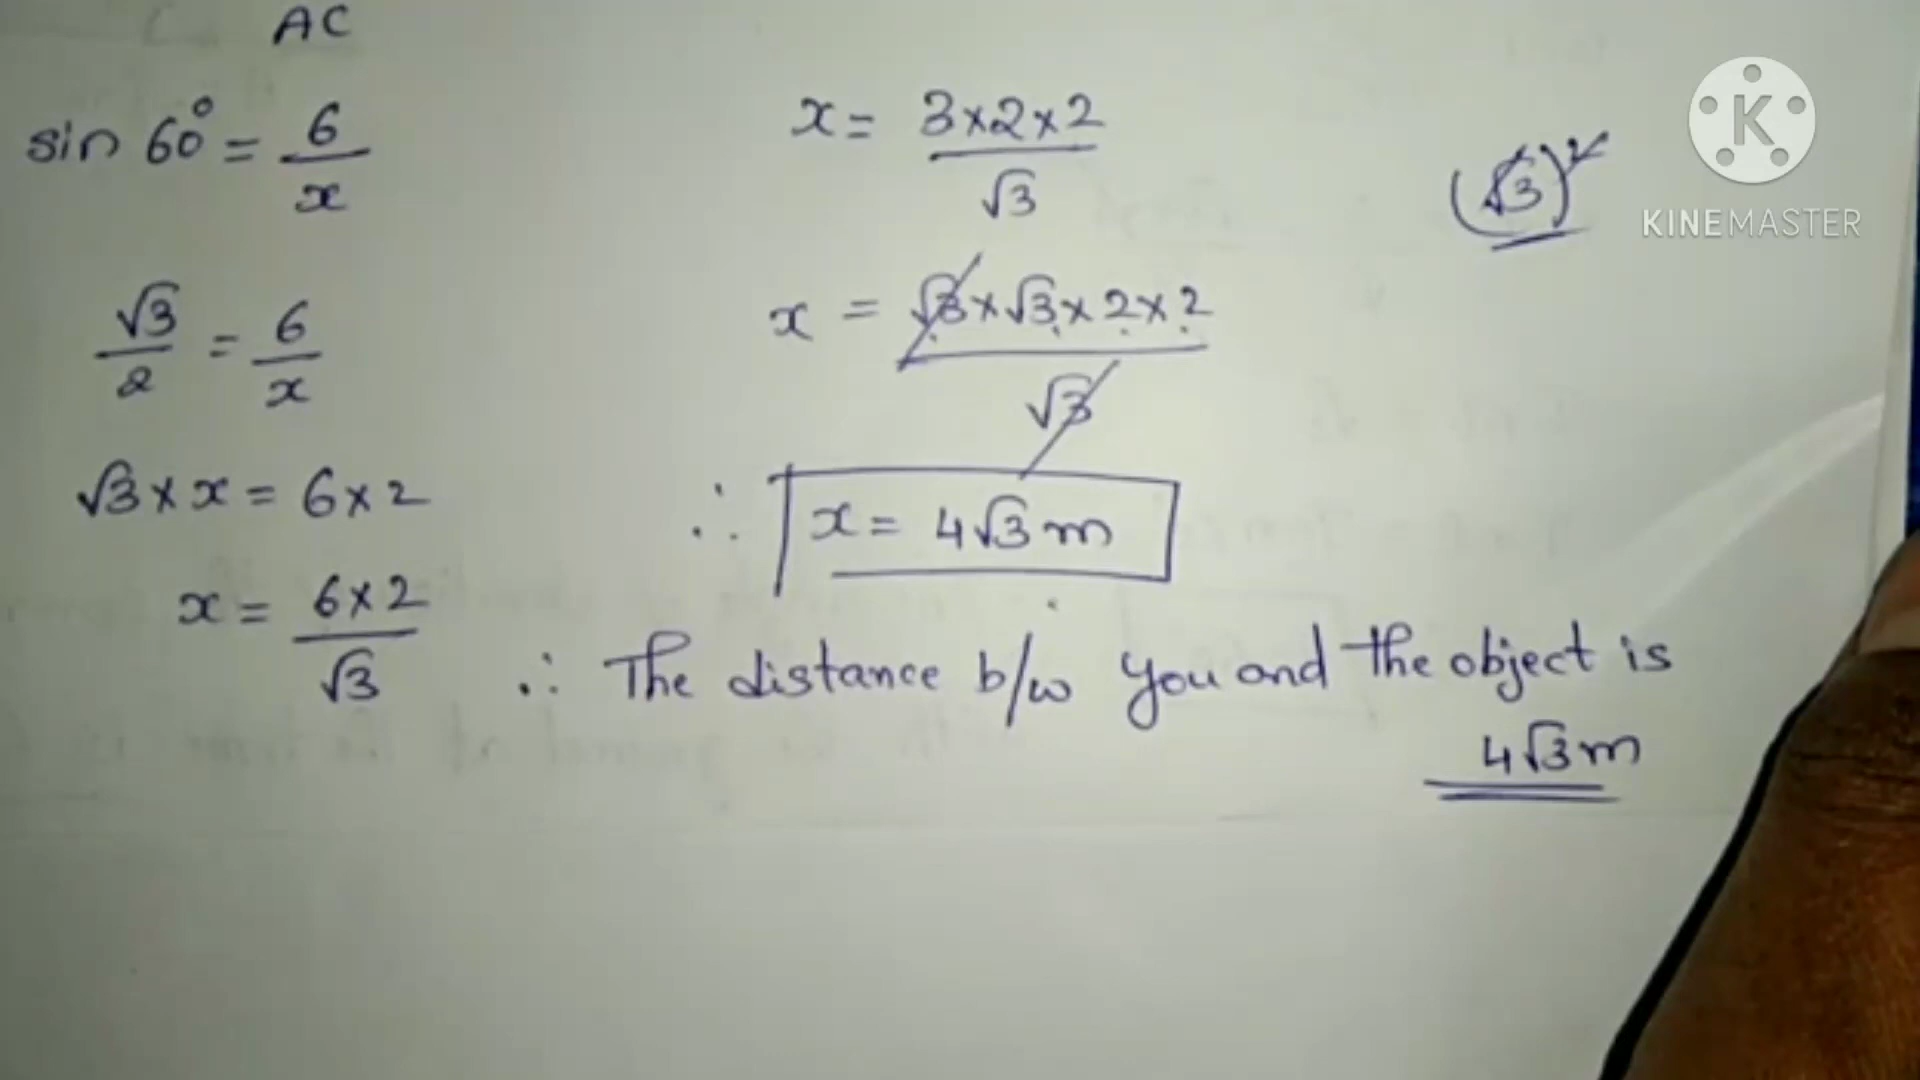 AC
sin 60° = 6/x
√3/2 = 6/x
√3 × x = 6 × 2
x = 6 × 2/√3
x = 3 × 2 × 2/√3
x = √3 × √3 × 2 × 2/√3
∴ x = 4√3 m
∴ The distance b/w you and the object is
4√3 m
(√3)²
K
KINEMASTER